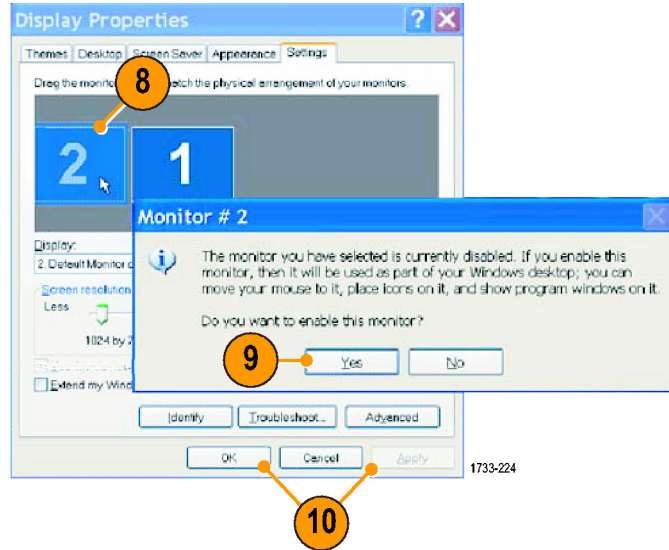 Display Properties
Themes Desktop Screen Saver Appearance Settings
Drag the monitor match the physical arrangement of your monitors.
8
2 1
Monitor # 2
The monitor you have selected is currently disabled. If you enable this
monitor, then it will be used as part of your Windows desktop; you can
move your mouse to it, place icons on it, and show program windows on it.
Do you want to enable this monitor?
Display:
2. Default Monitor
Screen resolution
Less
1024 by 7
9
Yes No
Extend my Wind
Identify Troubleshoot... Advanced
OK Cancel Apply
1733-224
10